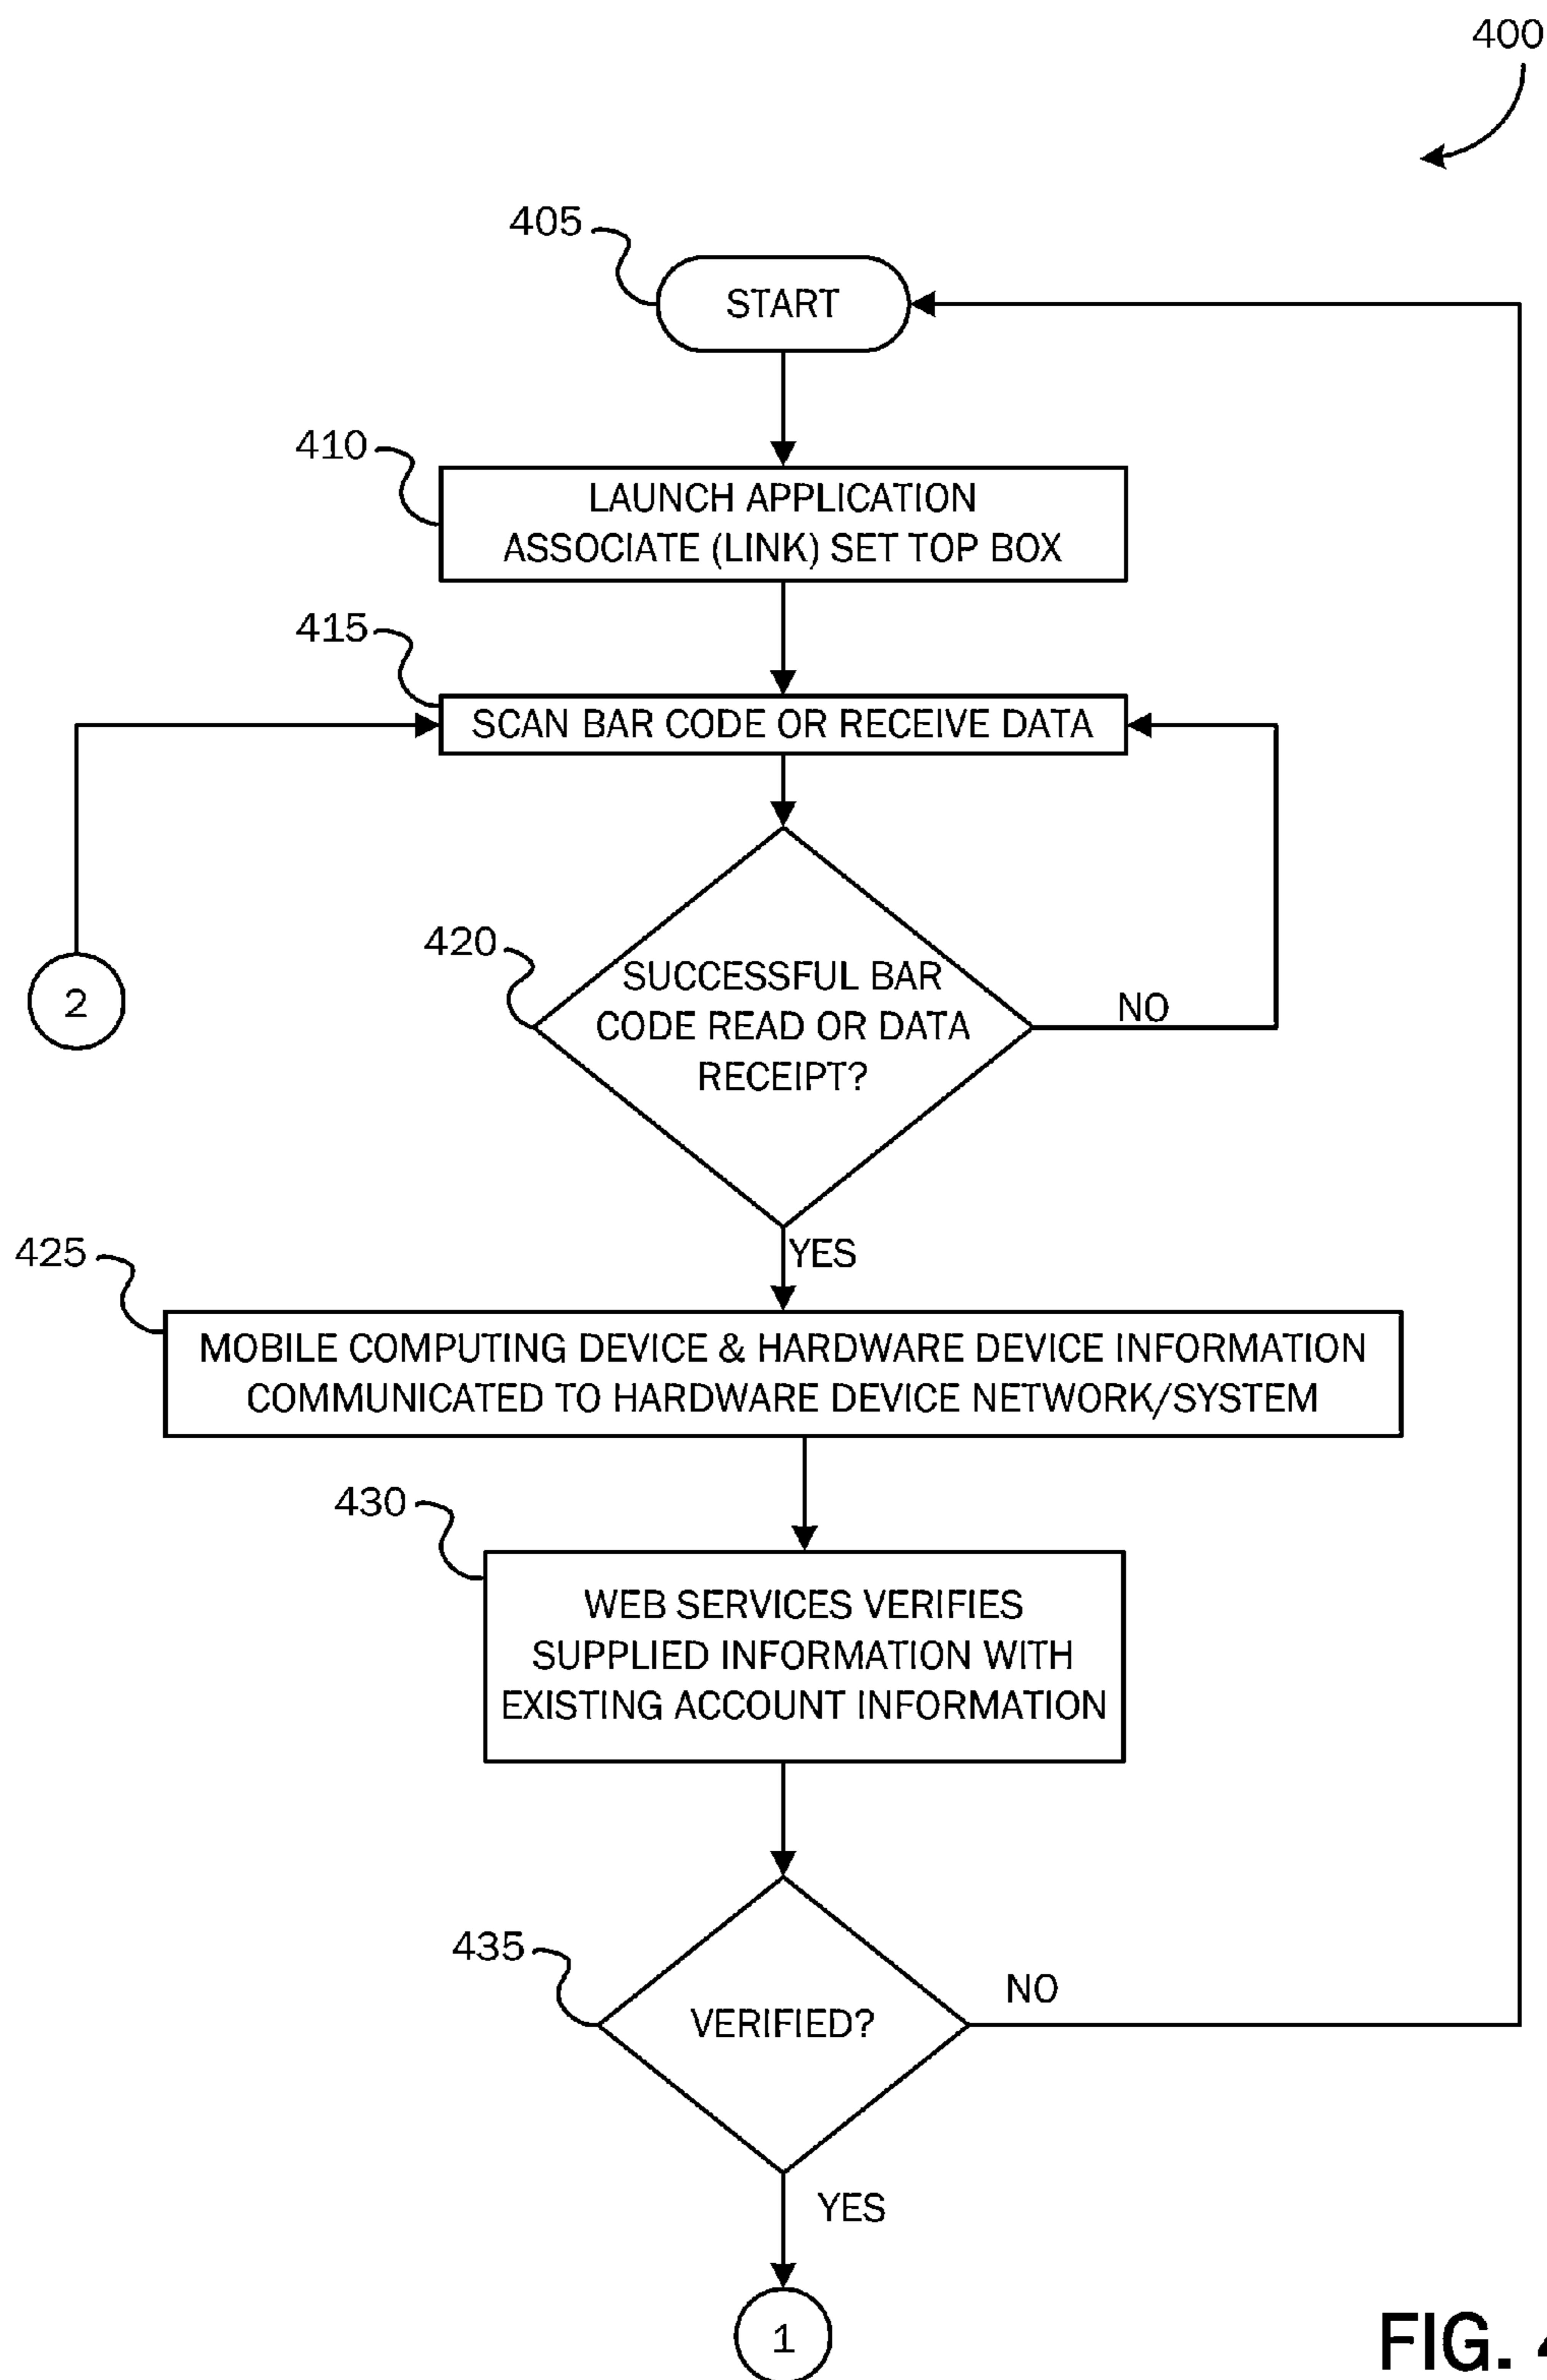 400
405
START
410
LAUNCH APPLICATION
ASSOCIATE (LINK) SET TOP BOX
415
SCAN BAR CODE OR RECEIVE DATA
420
SUCCESSFUL BAR
CODE READ OR DATA
RECEIPT?
NO
2
YES
425
MOBILE COMPUTING DEVICE & HARDWARE DEVICE INFORMATION
COMMUNICATED TO HARDWARE DEVICE NETWORK/SYSTEM
430
WEB SERVICES VERIFIES
SUPPLIED INFORMATION WITH
EXISTING ACCOUNT INFORMATION
435
VERIFIED?
NO
YES
1
FIG. 4